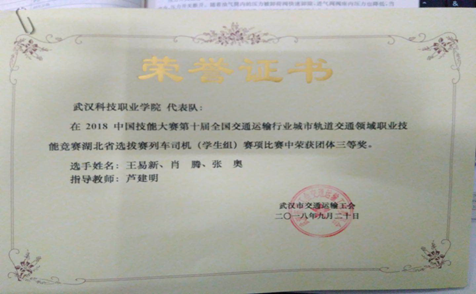 荣誉证书
武汉科技职业学院 代表队：
在 2018 中国技能大赛第十届全国交通运输行业城市轨道交通领域职业技
能竞赛湖北省选拔赛列车司机（学生组）赛项比赛中荣获团体三等奖。
选手姓名：王易新、肖 腾、张 奥
指导教师：芦建明
武汉市交通运输工会
二〇一八年九月二十日